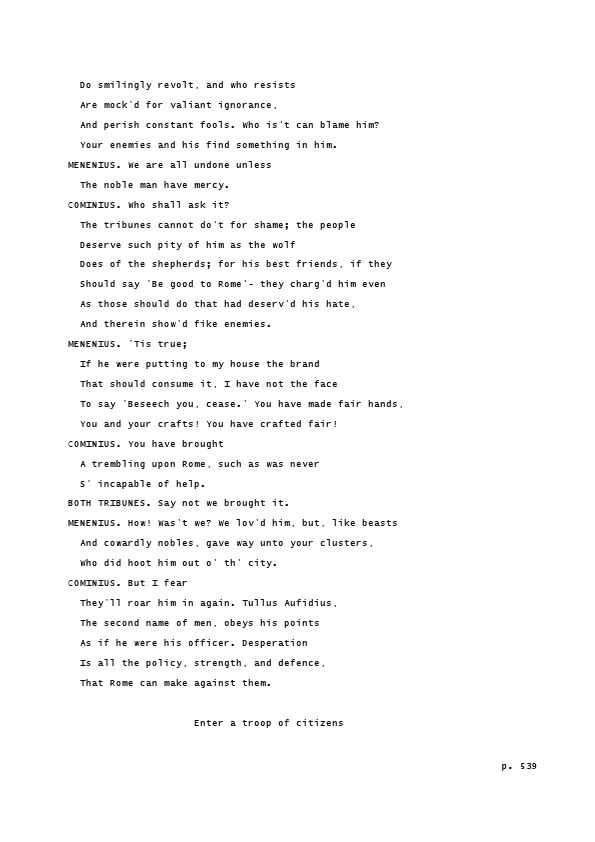 Do smilingly revolt, and who resists
Are mock'd for valiant ignorance,
And perish constant fools. Who is't can blame him?
Your enemies and his find something in him.
MENENIUS. We are all undone unless
The noble man have mercy.
COMINIUS. Who shall ask it?
The tribunes cannot do't for shame; the people
Deserve such pity of him as the wolf
Does of the shepherds; for his best friends, if they
Should say 'Be good to Rome'- they charg'd him even
As those should do that had deserv'd his hate,
And therein show'd fike enemies.
MENENIUS. 'Tis true;
If he were putting to my house the brand
That should consume it, I have not the face
To say 'Beseech you, cease.' You have made fair hands,
You and your crafts! You have crafted fair!
COMINIUS. You have brought
A trembling upon Rome, such as was never
S' incapable of help.
BOTH TRIBUNES. Say not we brought it.
MENENIUS. How! Was't we? We lov'd him, but, like beasts
And cowardly nobles, gave way unto your clusters,
Who did hoot him out o' th' city.
COMINIUS. But I fear
They'll roar him in again. Tullus Aufidius,
The second name of men, obeys his points
As if he were his officer. Desperation
Is all the policy, strength, and defence,
That Rome can make against them.
Enter a troop of citizens
p. 539